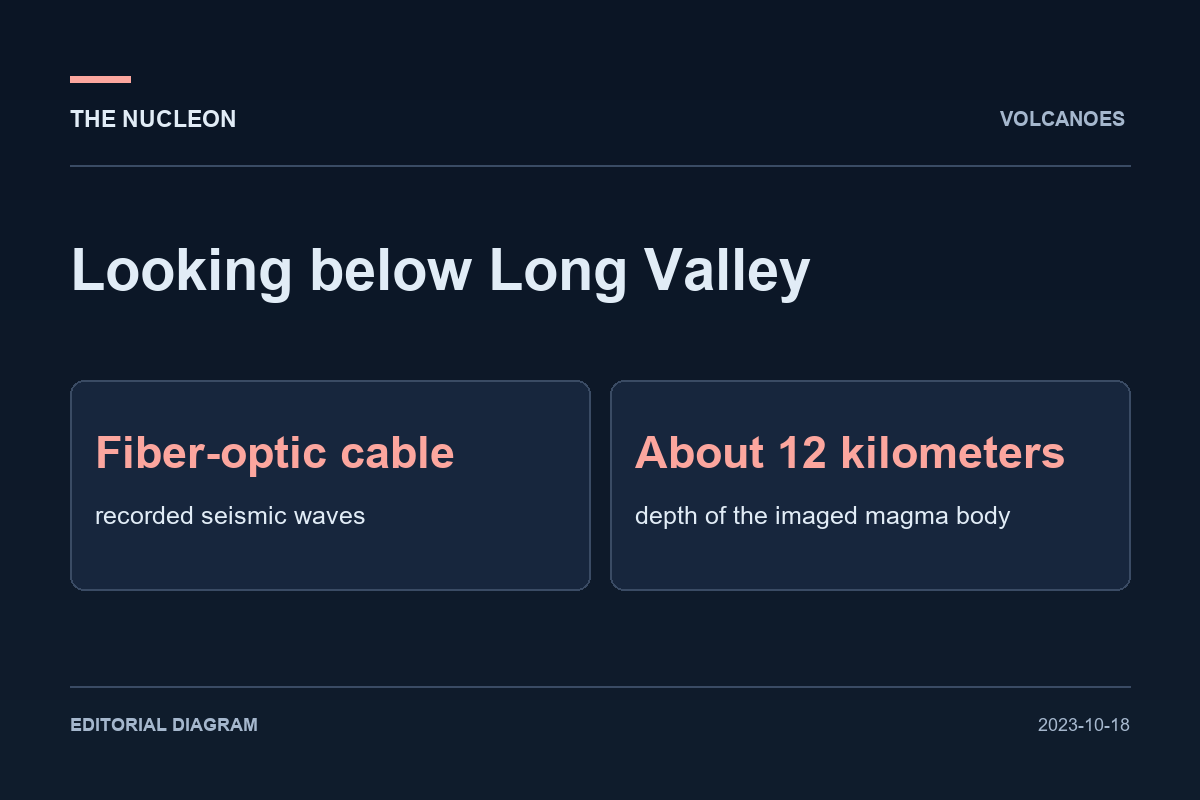 THE NUCLEON
VOLCANOES
Looking below Long Valley
Fiber-optic cable
recorded seismic waves
About 12 kilometers
depth of the imaged magma body
EDITORIAL DIAGRAM
2023-10-18